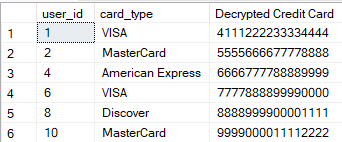 user_id card_type Decrypted Credit Card
1 1 VISA 4111222233334444
2 2 MasterCard 5555666677778888
3 4 American Express 6666777788889999
4 6 VISA 7777888899990000
5 8 Discover 8888999900001111
6 10 MasterCard 9999000011112222